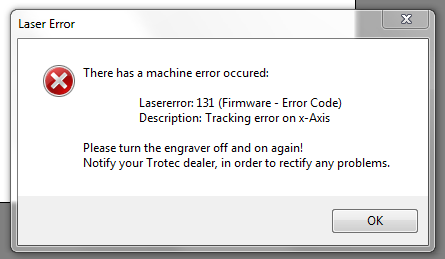 Laser Error
There has a machine error occured:
Lasererror: 131 (Firmware - Error Code)
Description: Tracking error on x-Axis
Please turn the engraver off and on again!
Notify your Trotec dealer, in order to rectify any problems.
OK